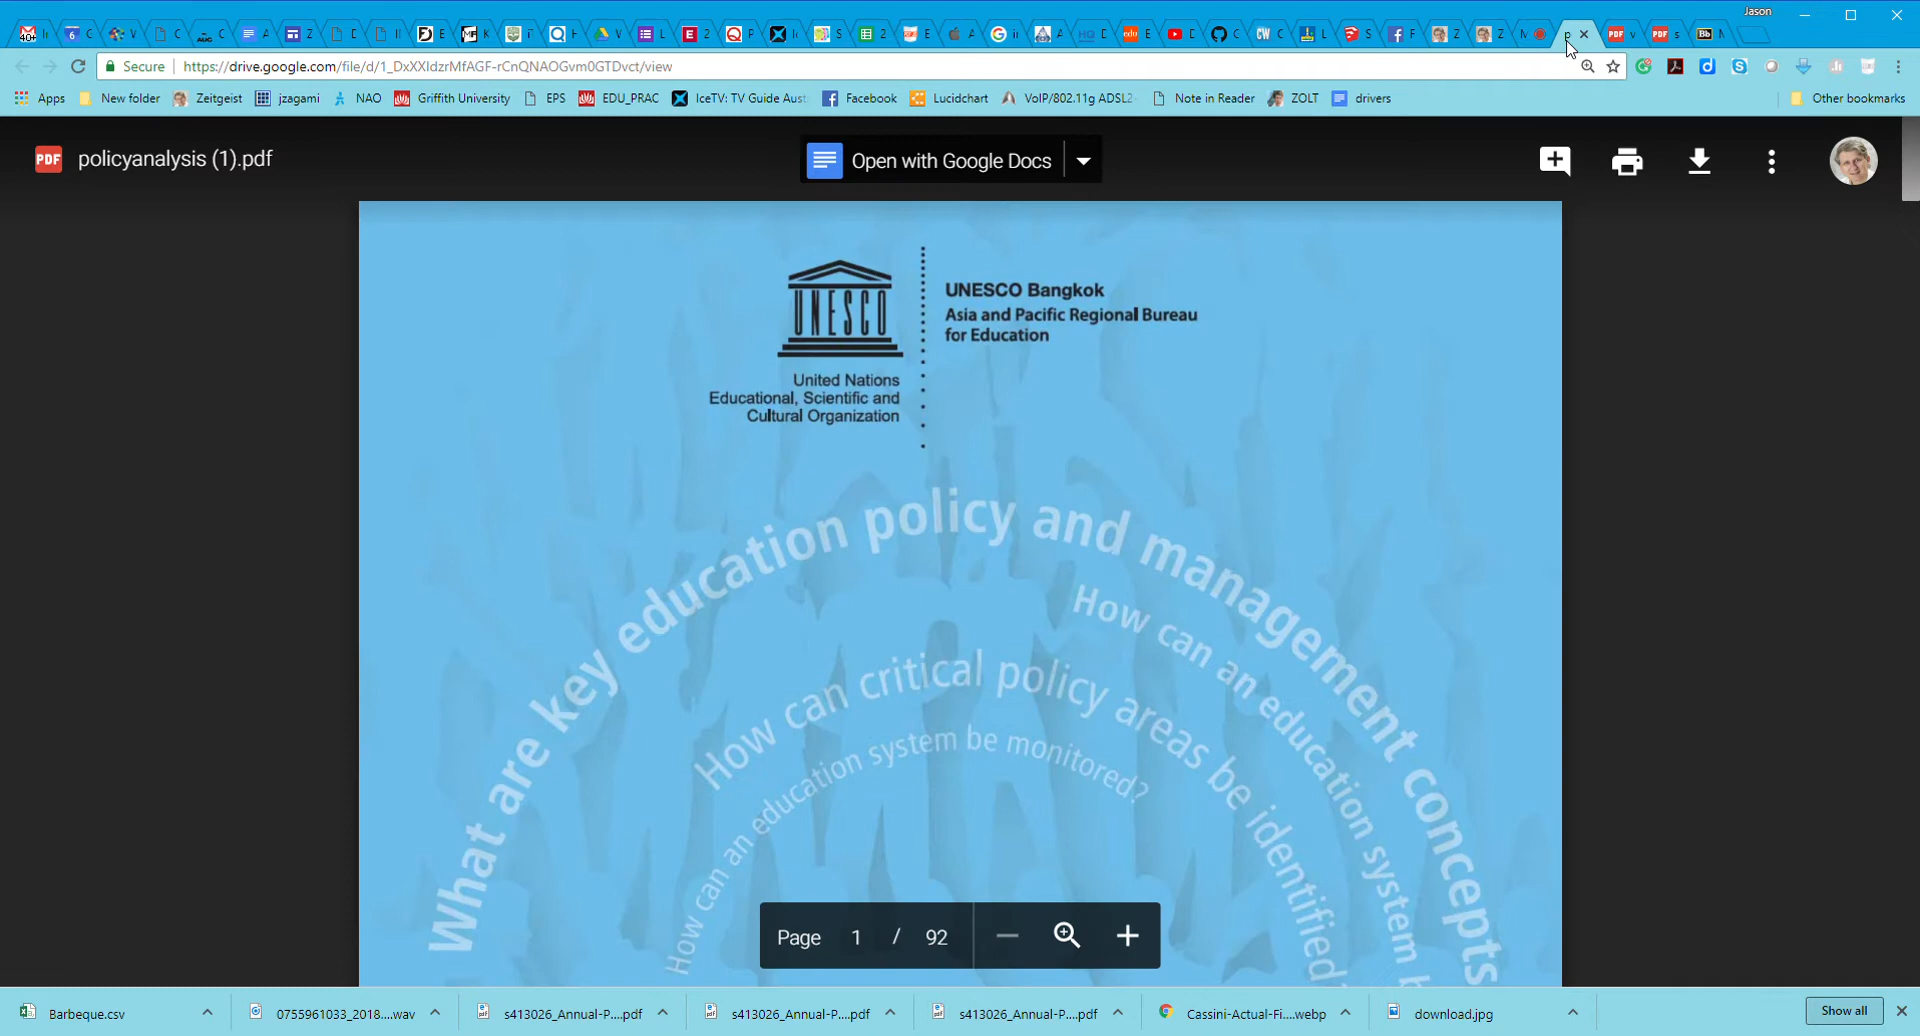 Jason
Secure https://drive.google.com/file/d/1_DxXXIdzrMfAGF-rCnQNAOGvm0GTDvct/view
Apps New folder Zeitgeist jzagami NAO Griffith University EPS EDU_PRAC IceTV: TV Guide Aust Facebook Lucidchart VoIP/802.11g ADSL2- Note in Reader ZOLT drivers Other bookmarks
PDF policyanalysis (1).pdf
Open with Google Docs
UNESCO
UNESCO Bangkok
Asia and Pacific Regional Bureau
for Education
United Nations
Educational, Scientific and
Cultural Organization
What are key education policy and management concepts
How can an education system b
How can critical policy areas be identified
How can an education system be monitored?
Page 1 / 92
Barbeque.csv 0755961033_2018....wav s413026_Annual-P....pdf s413026_Annual-P....pdf s413026_Annual-P....pdf Cassini-Actual-Fi....webp download.jpg Show all